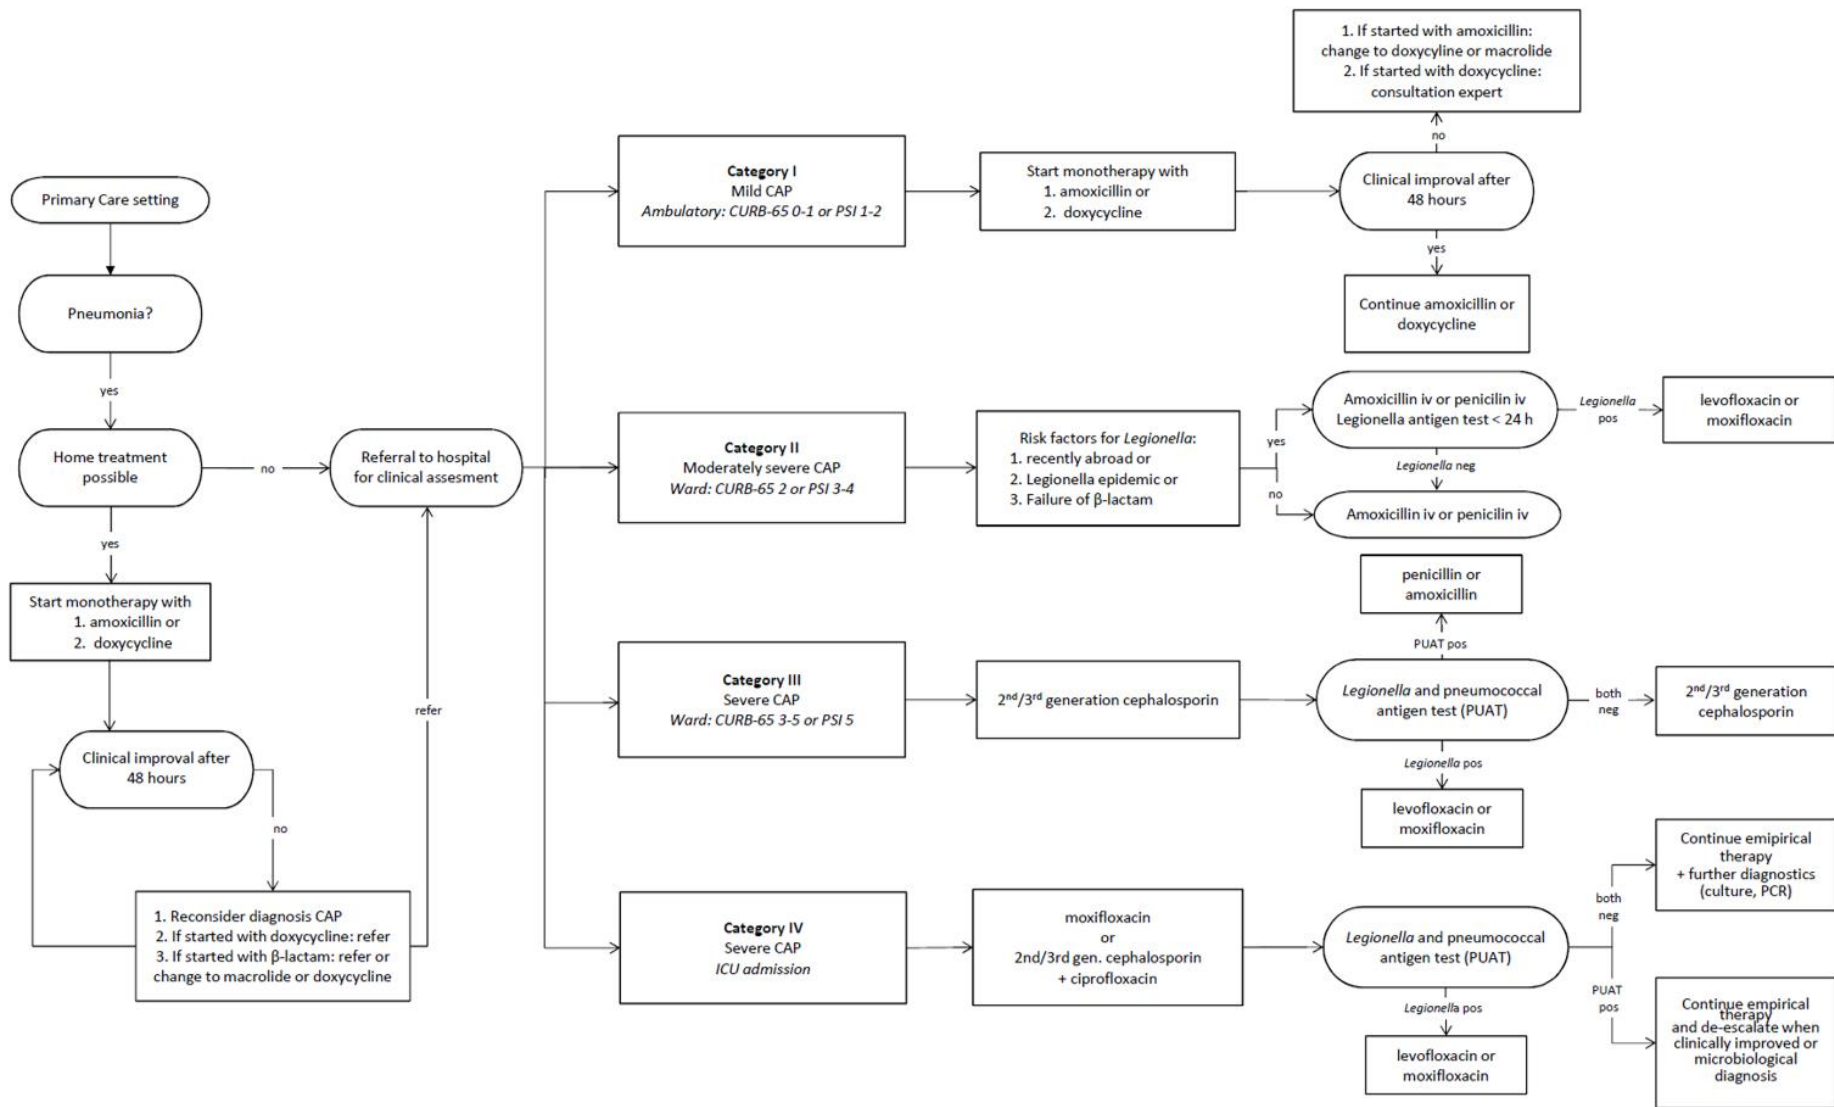 Primary Care setting
Pneumonia?
yes
Home treatment
possible
no
yes
Start monotherapy with
1. amoxicillin or
2. doxycycline
Clinical improval after
48 hours
no
1. Reconsider diagnosis CAP
2. If started with doxycycline: refer
3. If started with β-lactam: refer or
change to macrolide or doxycycline
refer
Referral to hospital
for clinical assesment
Category I
Mild CAP
Ambulatory: CURB-65 0-1 or PSI 1-2
Start monotherapy with
1. amoxicillin or
2. doxycycline
Clinical improval after
48 hours
no
1. If started with amoxicillin:
change to doxycyline or macrolide
2. If started with doxycycline:
consultation expert
yes
Continue amoxicillin or
doxycycline
Category II
Moderately severe CAP
Ward: CURB-65 2 or PSI 3-4
Risk factors for Legionella:
1. recently abroad or
2. Legionella epidemic or
3. Failure of β-lactam
yes
no
Amoxicillin iv or penicilin iv
Legionella antigen test < 24 h
Legionella
pos
levofloxacin or
moxifloxacin
Legionella neg
Amoxicillin iv or penicilin iv
Category III
Severe CAP
Ward: CURB-65 3-5 or PSI 5
2nd/3rd generation cephalosporin
Legionella and pneumococcal
antigen test (PUAT)
PUAT pos
penicillin or
amoxicillin
both
neg
2nd/3rd generation
cephalosporin
Legionella pos
levofloxacin or
moxifloxacin
Category IV
Severe CAP
ICU admission
moxifloxacin
or
2nd/3rd gen. cephalosporin
+ ciprofloxacin
Legionella and pneumococcal
antigen test (PUAT)
both
neg
Continue emipirical
therapy
+ further diagnostics
(culture, PCR)
PUAT
pos
Continue empirical
therapy
and de-escalate when
clinically improved or
microbiological
diagnosis
Legionella pos
levofloxacin or
moxifloxacin